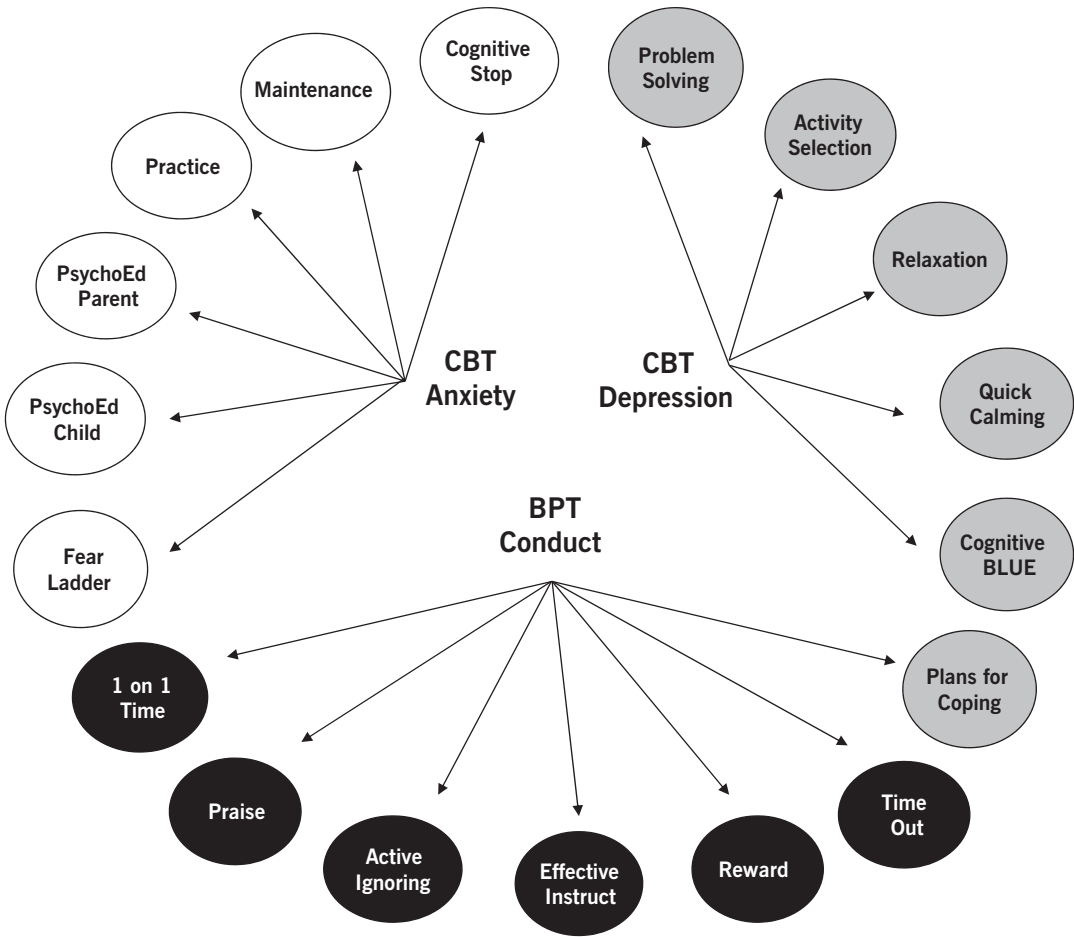 Cognitive
Stop
Maintenance
Practice
PsychoEd
Parent
PsychoEd
Child
Fear
Ladder
CBT
Anxiety
Problem
Solving
Activity
Selection
Relaxation
Quick
Calming
Cognitive
BLUE
Plans for
Coping
CBT
Depression
BPT
Conduct
1 on 1
Time
Praise
Active
Ignoring
Effective
Instruct
Reward
Time
Out